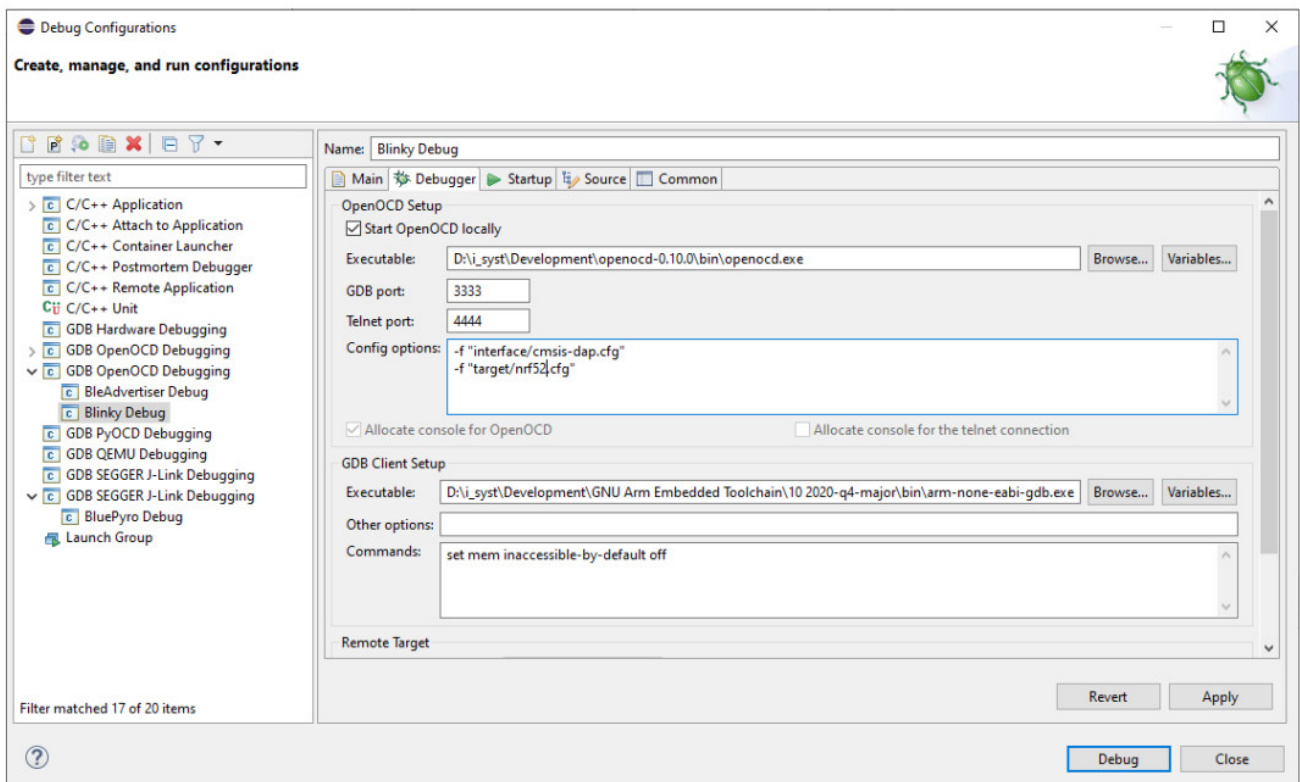 Debug Configurations
Create, manage, and run configurations
type filter text
C/C++ Application
C/C++ Attach to Application
C/C++ Container Launcher
C/C++ Postmortem Debugger
C/C++ Remote Application
C/C++ Unit
GDB Hardware Debugging
GDB OpenOCD Debugging
GDB OpenOCD Debugging
BleAdvertiser Debug
Blinky Debug
GDB PyOCD Debugging
GDB QEMU Debugging
GDB SEGGER J-Link Debugging
GDB SEGGER J-Link Debugging
BluePyro Debug
Launch Group
Filter matched 17 of 20 items
Name: Blinky Debug
Main Debugger Startup Source Common
OpenOCD Setup
Start OpenOCD locally
Executable: D:\i_syst\Development\openocd-0.10.0\bin\openocd.exe Browse... Variables...
GDB port: 3333
Telnet port: 4444
Config options: -f "interface/cmsis-dap.cfg"
-f "target/nrf52.cfg"
Allocate console for OpenOCD Allocate console for the telnet connection
GDB Client Setup
Executable: D:\i_syst\Development\GNU Arm Embedded Toolchain\10 2020-q4-major\bin\arm-none-eabi-gdb.exe Browse... Variables...
Other options:
Commands: set mem inaccessible-by-default off
Remote Target
Revert Apply
Debug Close